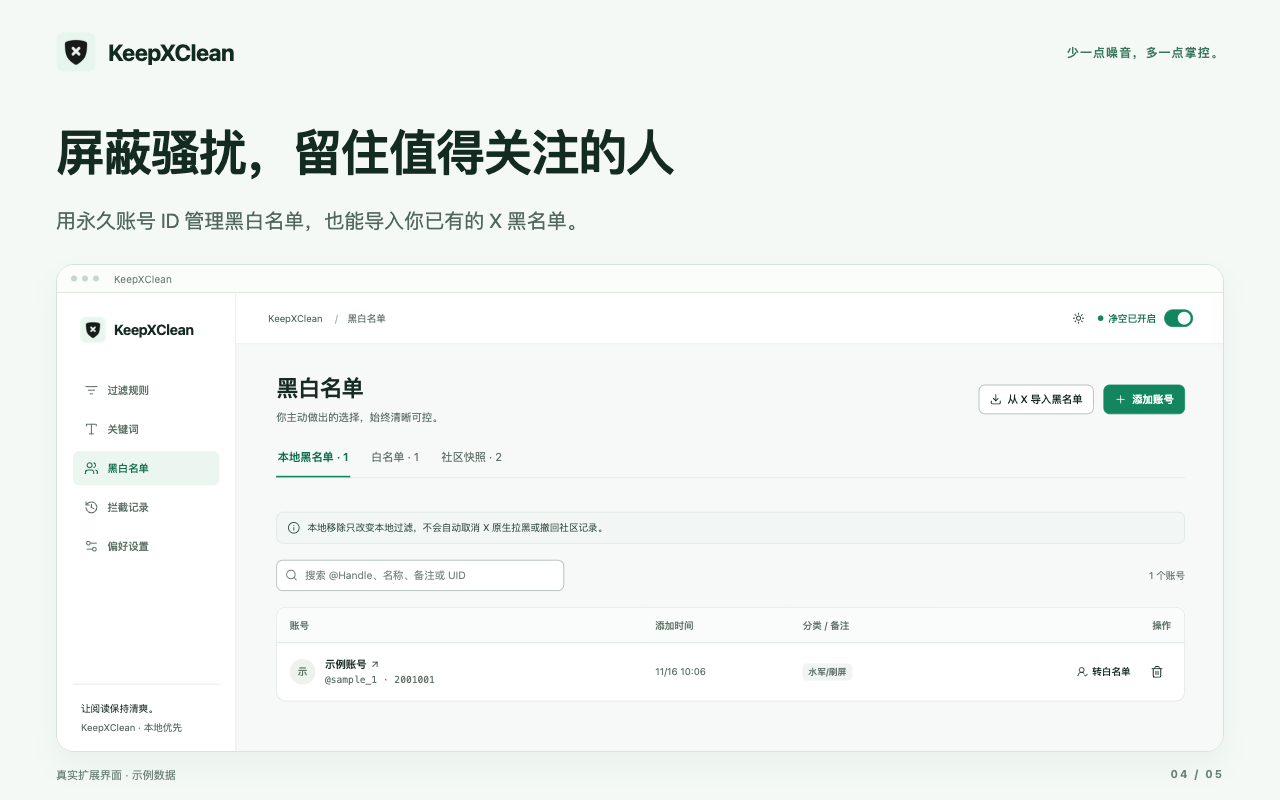 KeepXClean
少一点噪音，多一点掌控。
屏蔽骚扰，留住值得关注的人
用永久账号 ID 管理黑白名单，也能导入你已有的 X 黑名单。
KeepXClean
KeepXClean
KeepXClean / 黑白名单
净空已开启
过滤规则
关键词
黑白名单
拦截记录
偏好设置
让阅读保持清爽。
KeepXClean · 本地优先
黑白名单
你主动做出的选择，始终清晰可控。
从 X 导入黑名单
添加账号
本地黑名单 · 1 白名单 · 1 社区快照 · 2
本地移除只改变本地过滤，不会自动取消 X 原生拉黑或撤回社区记录。
搜索 @Handle、名称、备注或 UID
1 个账号
账号 添加时间 分类 / 备注 操作
示
示例账号
@sample_1 · 2001001
11/16 10:06
水军/刷屏
转白名单
真实扩展界面 · 示例数据
04 / 05